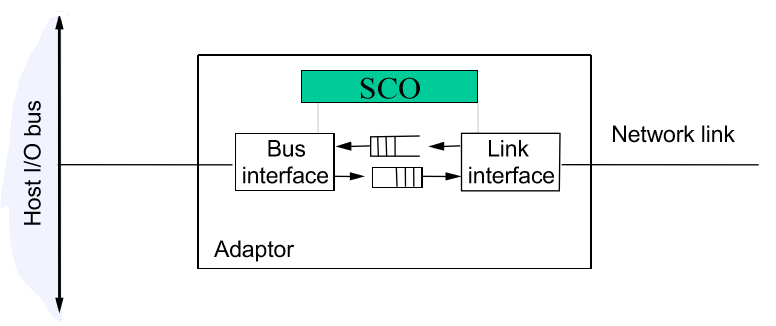 Host I/O bus
SCO
Bus
interface
Link
interface
Network link
Adaptor